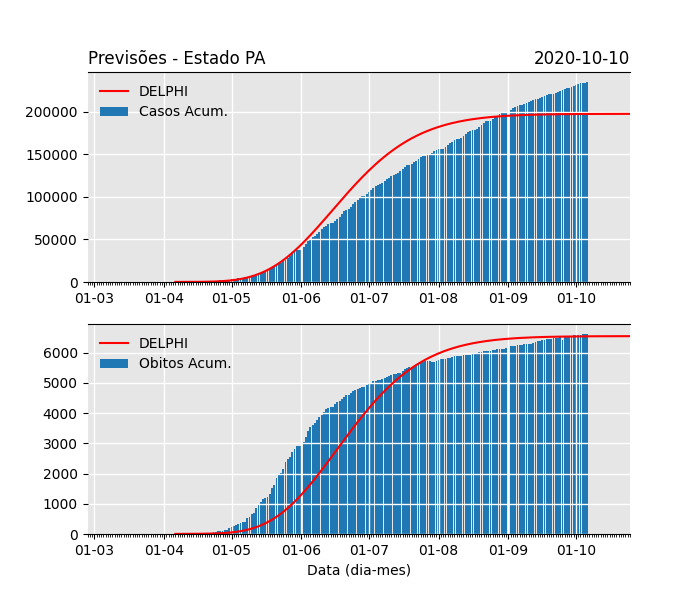 Previsões - Estado PA 2020-10-10
DELPHI
Casos Acum.
200000
150000
100000
50000
0
01-03 01-04 01-05 01-06 01-07 01-08 01-09 01-10
DELPHI
Obitos Acum.
6000
5000
4000
3000
2000
1000
0
01-03 01-04 01-05 01-06 01-07 01-08 01-09 01-10
Data (dia-mes)